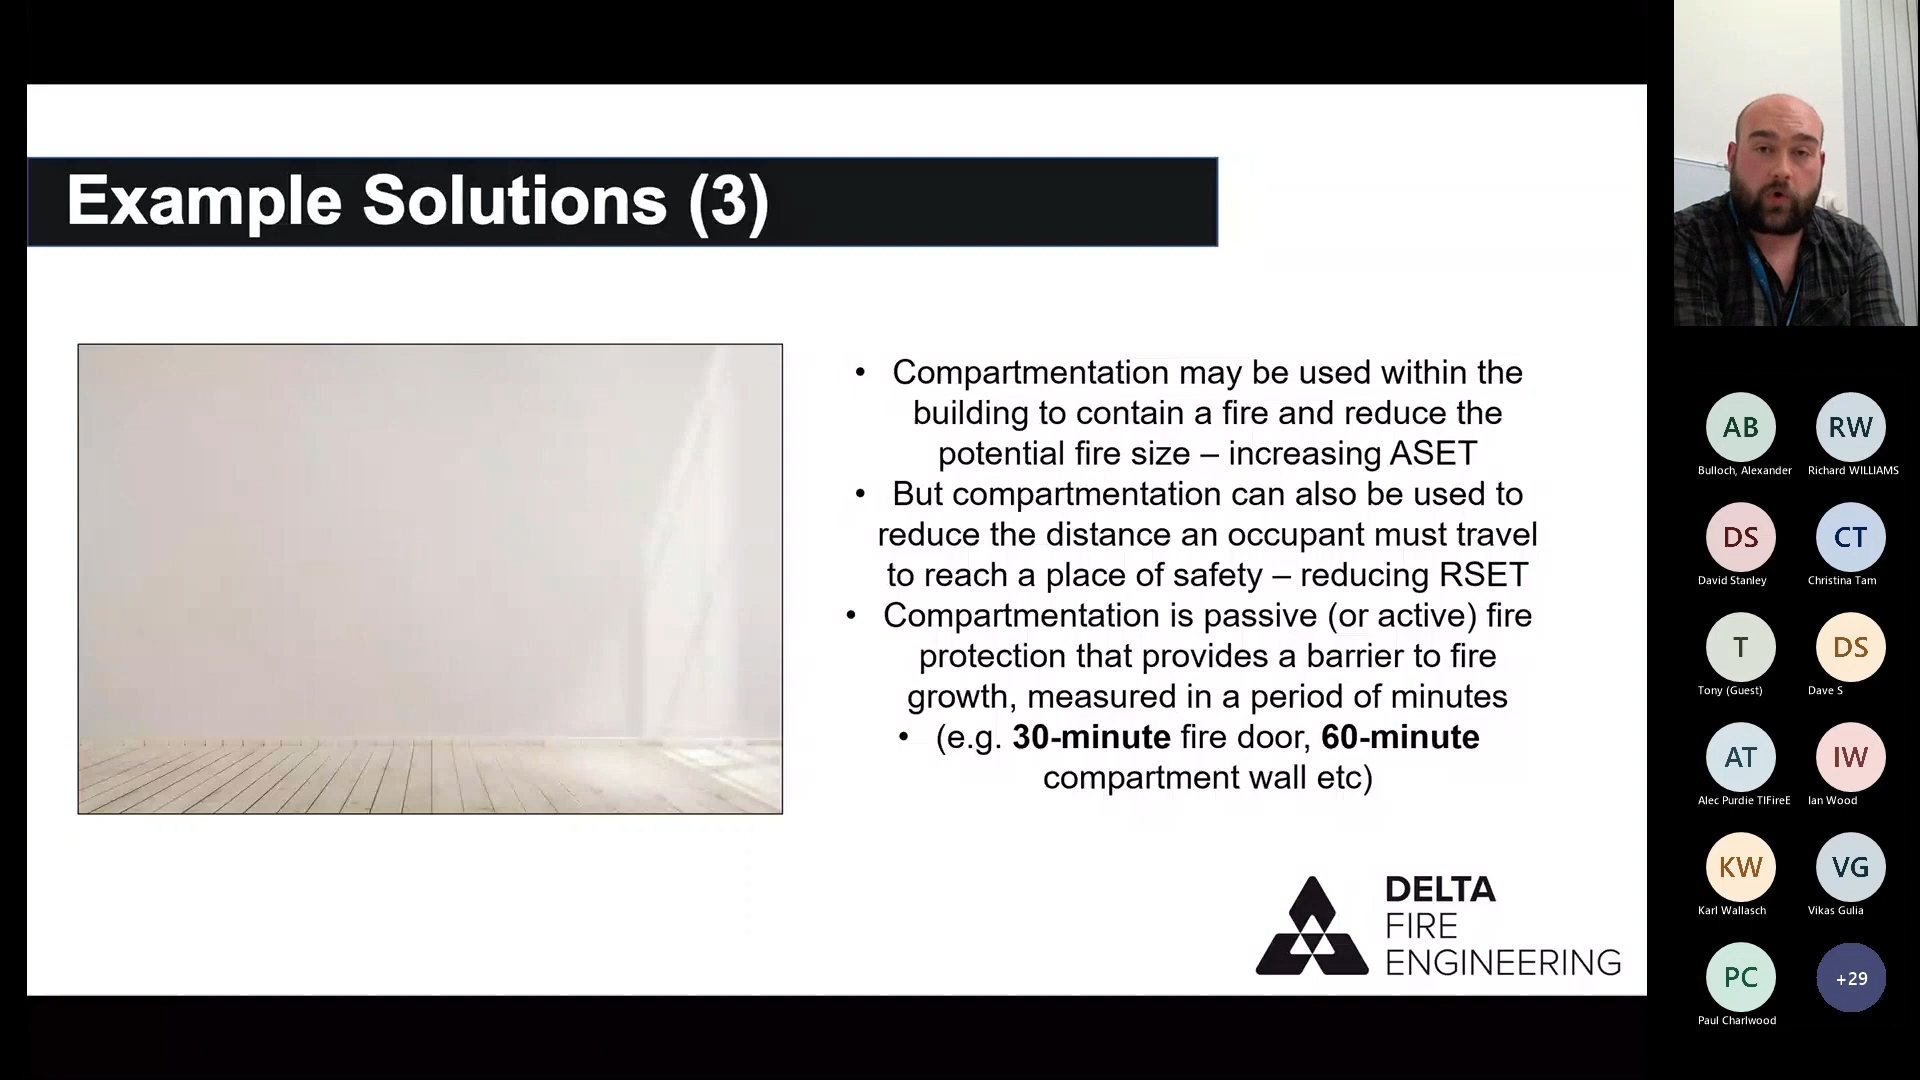 Example Solutions (3)
• Compartmentation may be used within the
building to contain a fire and reduce the
potential fire size – increasing ASET
• But compartmentation can also be used to
reduce the distance an occupant must travel
to reach a place of safety – reducing RSET
• Compartmentation is passive (or active) fire
protection that provides a barrier to fire
growth, measured in a period of minutes
• (e.g. 30-minute fire door, 60-minute
compartment wall etc)
DELTA
FIRE
ENGINEERING
AB
Bulloch, Alexander
RW
Richard WILLIAMS
DS
David Stanley
CT
Christina Tam
T
Tony (Guest)
DS
Dave S
AT
Alec Purdie TIFireE
IW
Ian Wood
KW
Karl Wallasch
VG
Vikas Gulia
PC
Paul Charlwood
+29